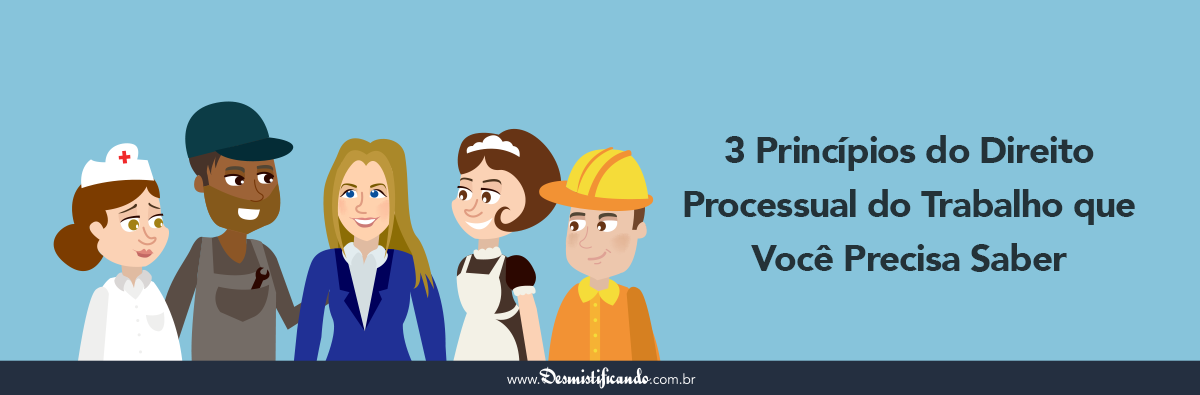 3 Princípios do Direito
Processual do Trabalho que
Você Precisa Saber
www.Desmistificando.com.br